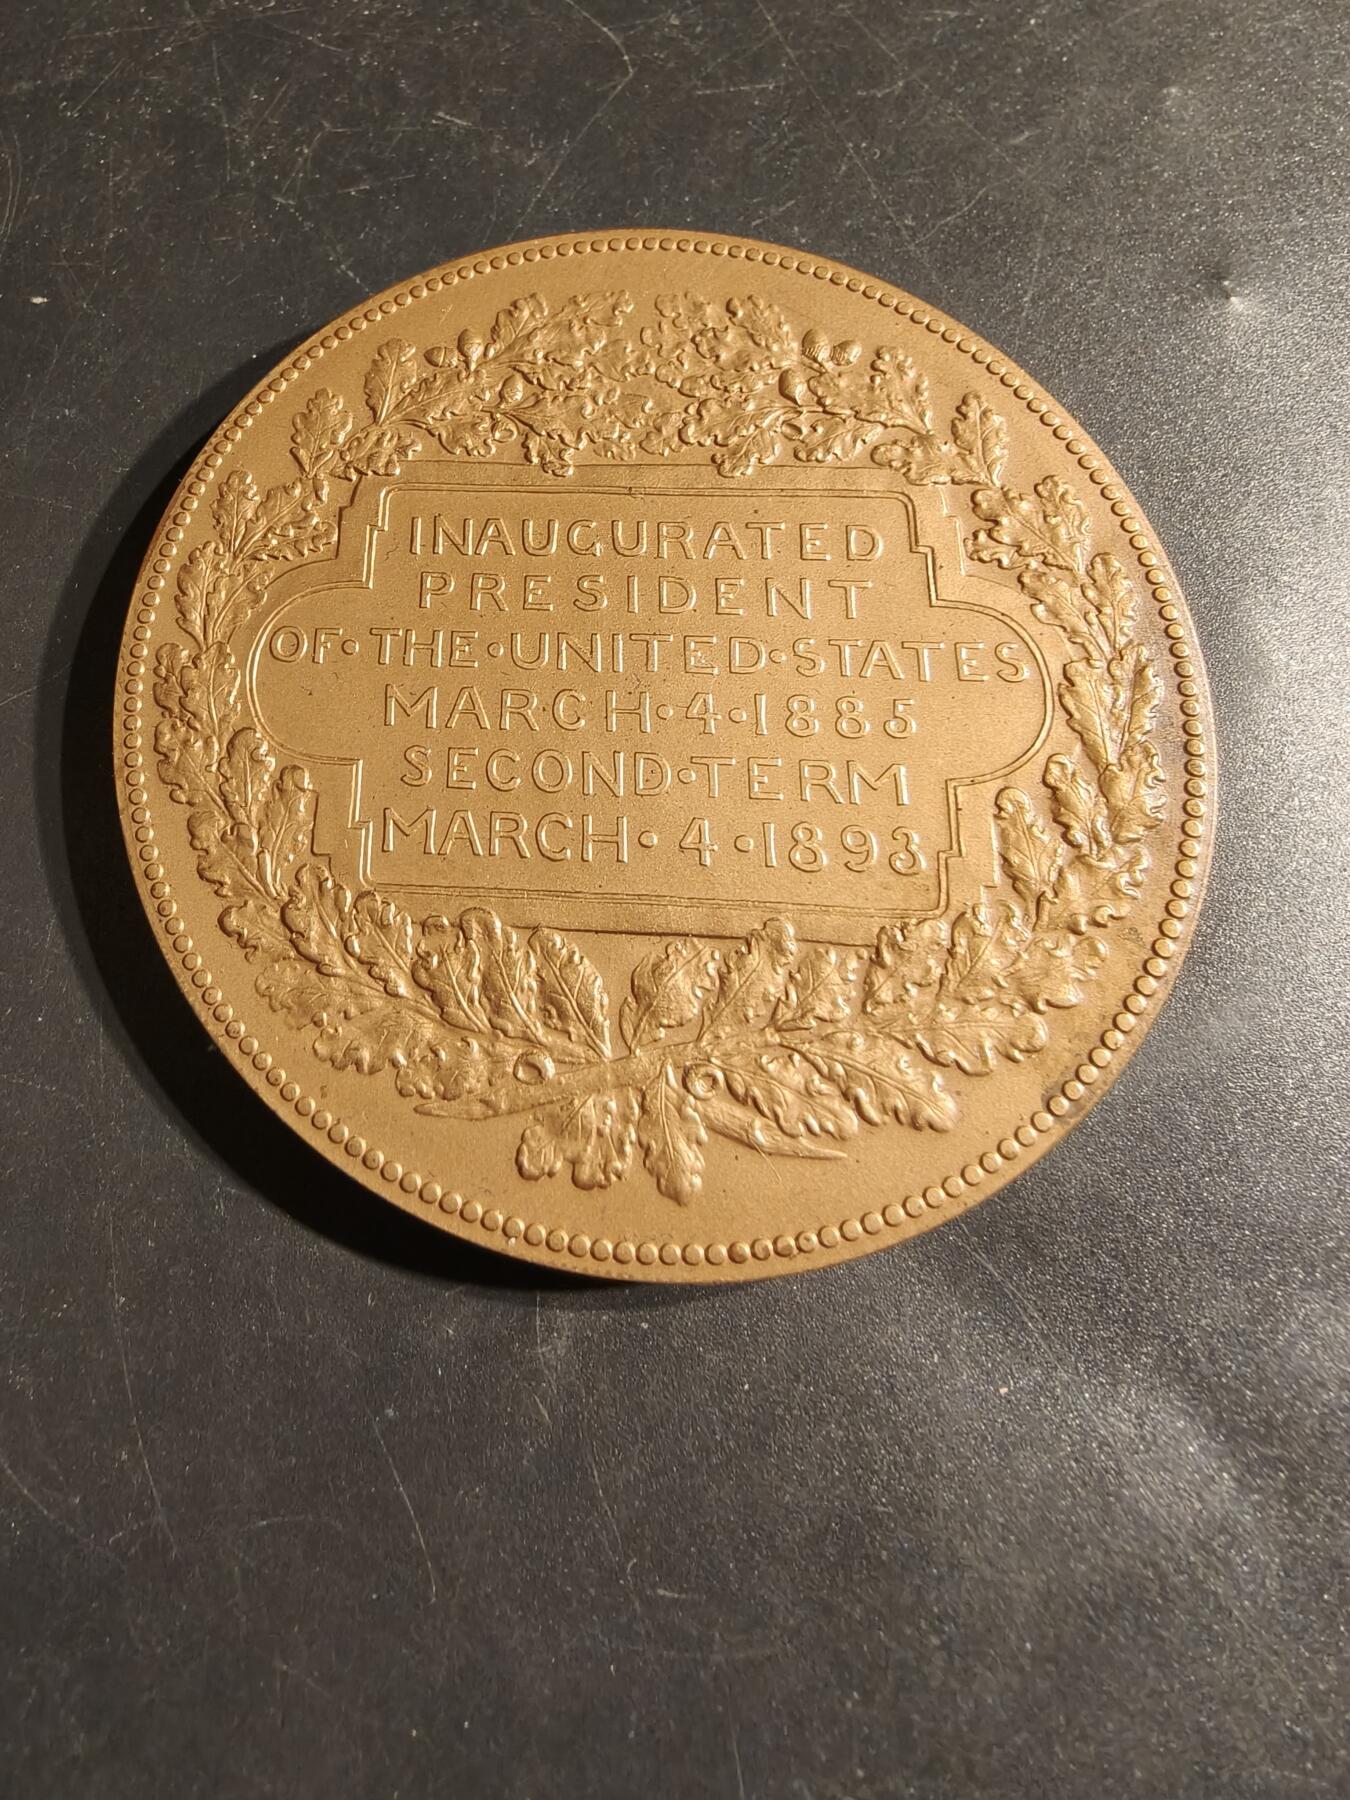 INAUGURATED
PRESIDENT
OF·THE·UNITED·STATES
MARCH·4·1885
SECOND·TERM
MARCH·4·1893